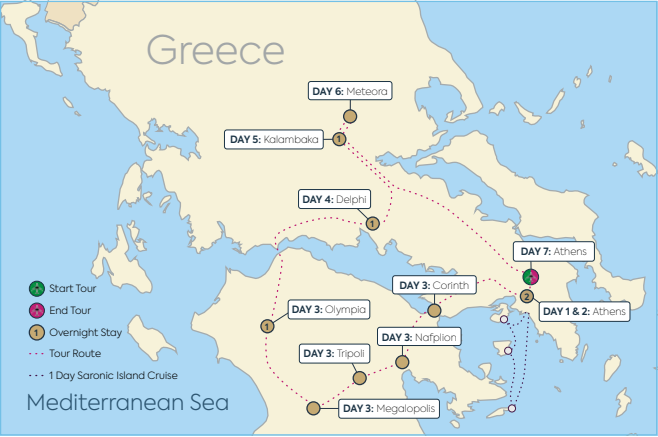 Greece
DAY 6: Meteora
DAY 5: Kalambaka
1
DAY 4: Delphi
1
DAY 7: Athens
DAY 3: Corinth
2
DAY 1 & 2: Athens
Start Tour
End Tour
1 Overnight Stay
Tour Route
1 Day Saronic Island Cruise
DAY 3: Olympia
1
DAY 3: Nafplion
DAY 3: Tripoli
DAY 3: Megalopolis
Mediterranean Sea